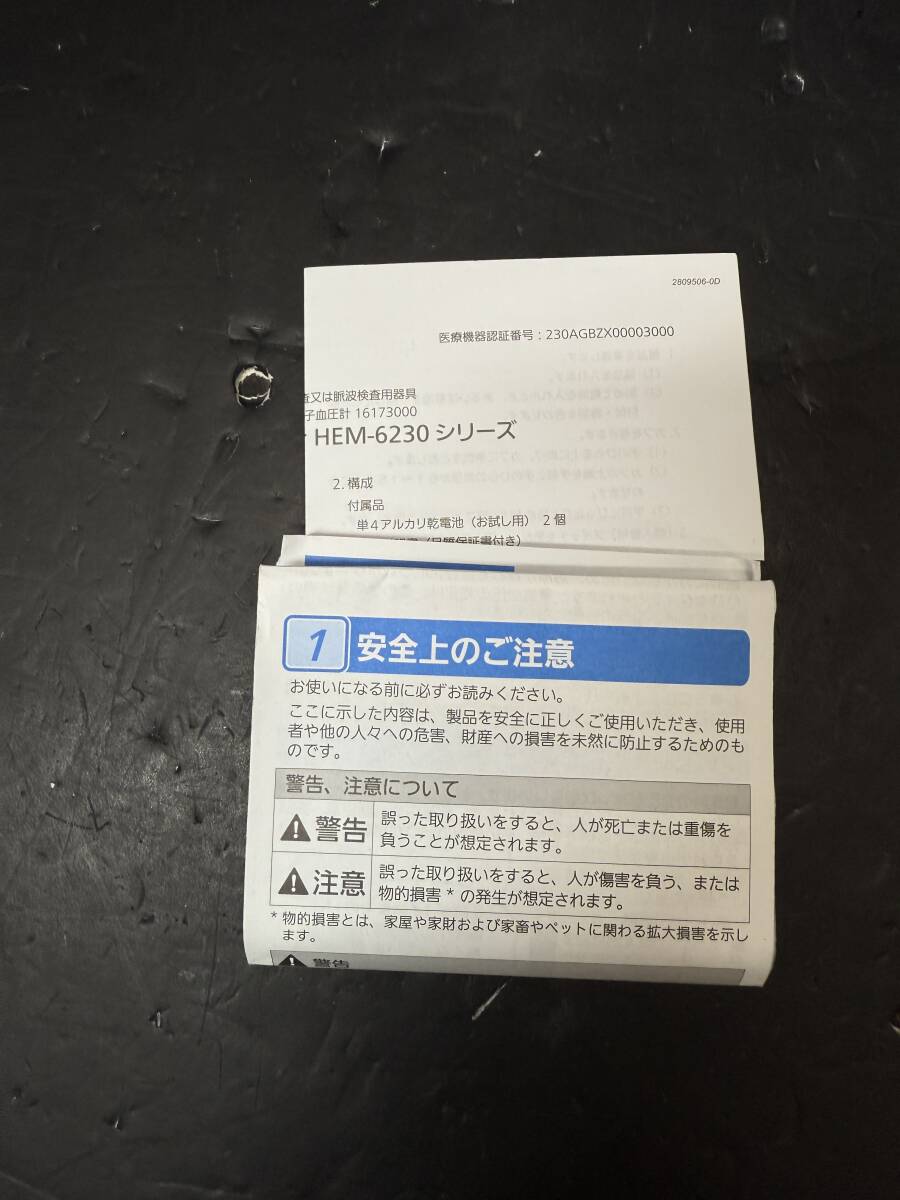 2809506-0D
医療機器認証番号：230AGBZX00003000
査又は脈波検査用器具
子血圧計 16173000
HEM-6230 シリーズ
2. 構成
付属品
単4アルカリ乾電池（お試し用） 2個
（品質保証書付き）
1 安全上のご注意
お使いになる前に必ずお読みください。
ここに示した内容は、製品を安全に正しくご使用いただき、使用
者や他の人々への危害、財産への損害を未然に防止するためのも
のです。
警告、注意について
警告
誤った取り扱いをすると、人が死亡または重傷を
負うことが想定されます。
注意
誤った取り扱いをすると、人が傷害を負う、または
物的損害 * の発生が想定されます。
* 物的損害とは、家屋や家財および家畜やペットに関わる拡大損害を示し
ます。
警告